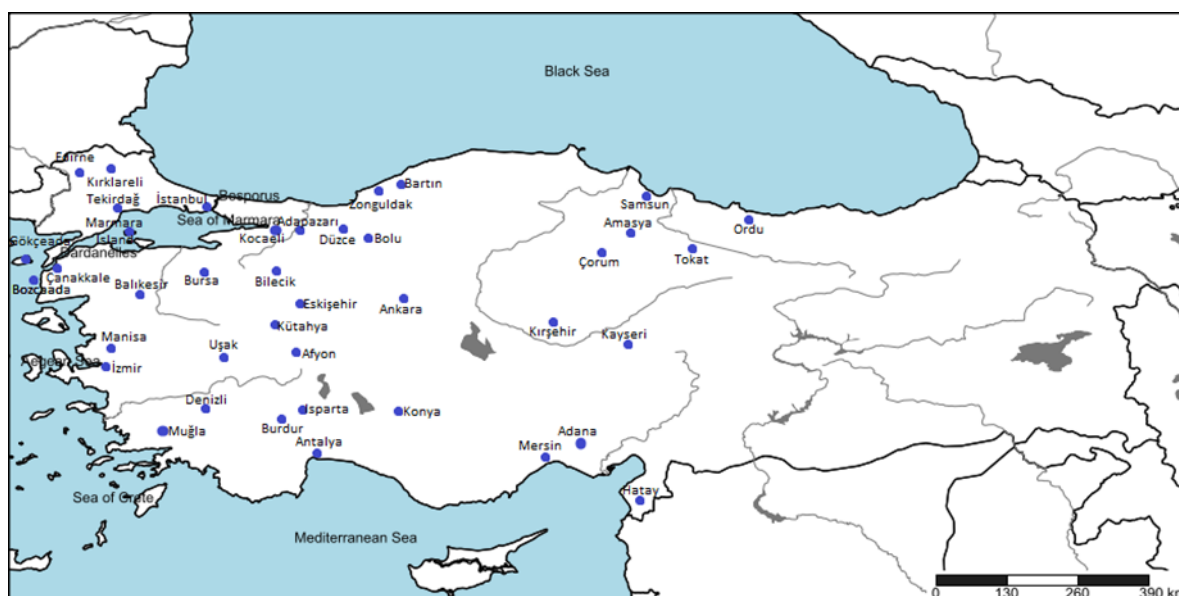 Black Sea
Edirne
Kırklareli
Bartın
Zonguldak
Bosporus
Tekirdağ
İstanbul
Samsun
Sea of Marmara
Adapazarı
Marmara
Island
Kocaeli
Düzce
Bolu
Amasya
Ordu
Gökçeada
Dardanelles
Çanakkale
Bozcaada
Balıkesir
Bursa
Bilecik
Çorum
Tokat
Eskişehir
Ankara
Kütahya
Kırşehir
Kayseri
Manisa
Uşak
Afyon
Aegean Sea
İzmir
Denizli
Isparta
Konya
Burdur
Muğla
Antalya
Adana
Mersin
Hatay
Sea of Crete
Mediterranean Sea
0 130 260 390 km